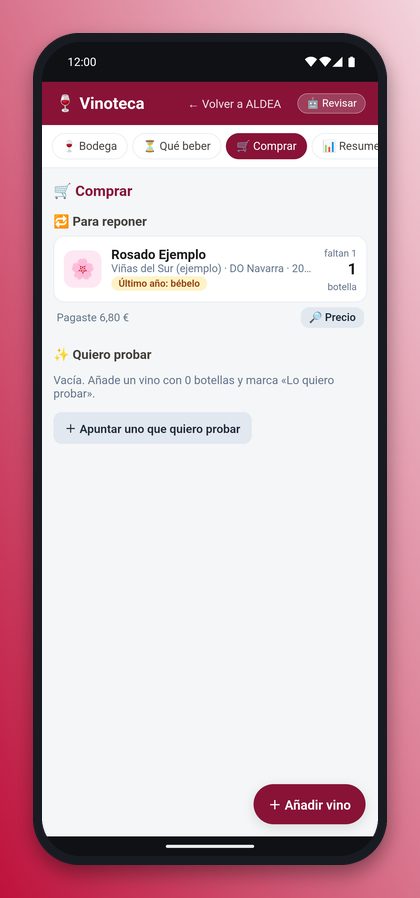 12:00
Vinoteca
← Volver a ALDEA
Revisar
Bodega
Qué beber
Comprar
Resume
Comprar
Para reponer
Rosado Ejemplo
Viñas del Sur (ejemplo) · DO Navarra · 20…
Último año: bébelo
faltan 1
1
botella
Pagaste 6,80 €
Precio
Quiero probar
Vacía. Añade un vino con 0 botellas y marca «Lo quiero
probar».
+ Apuntar uno que quiero probar
+ Añadir vino